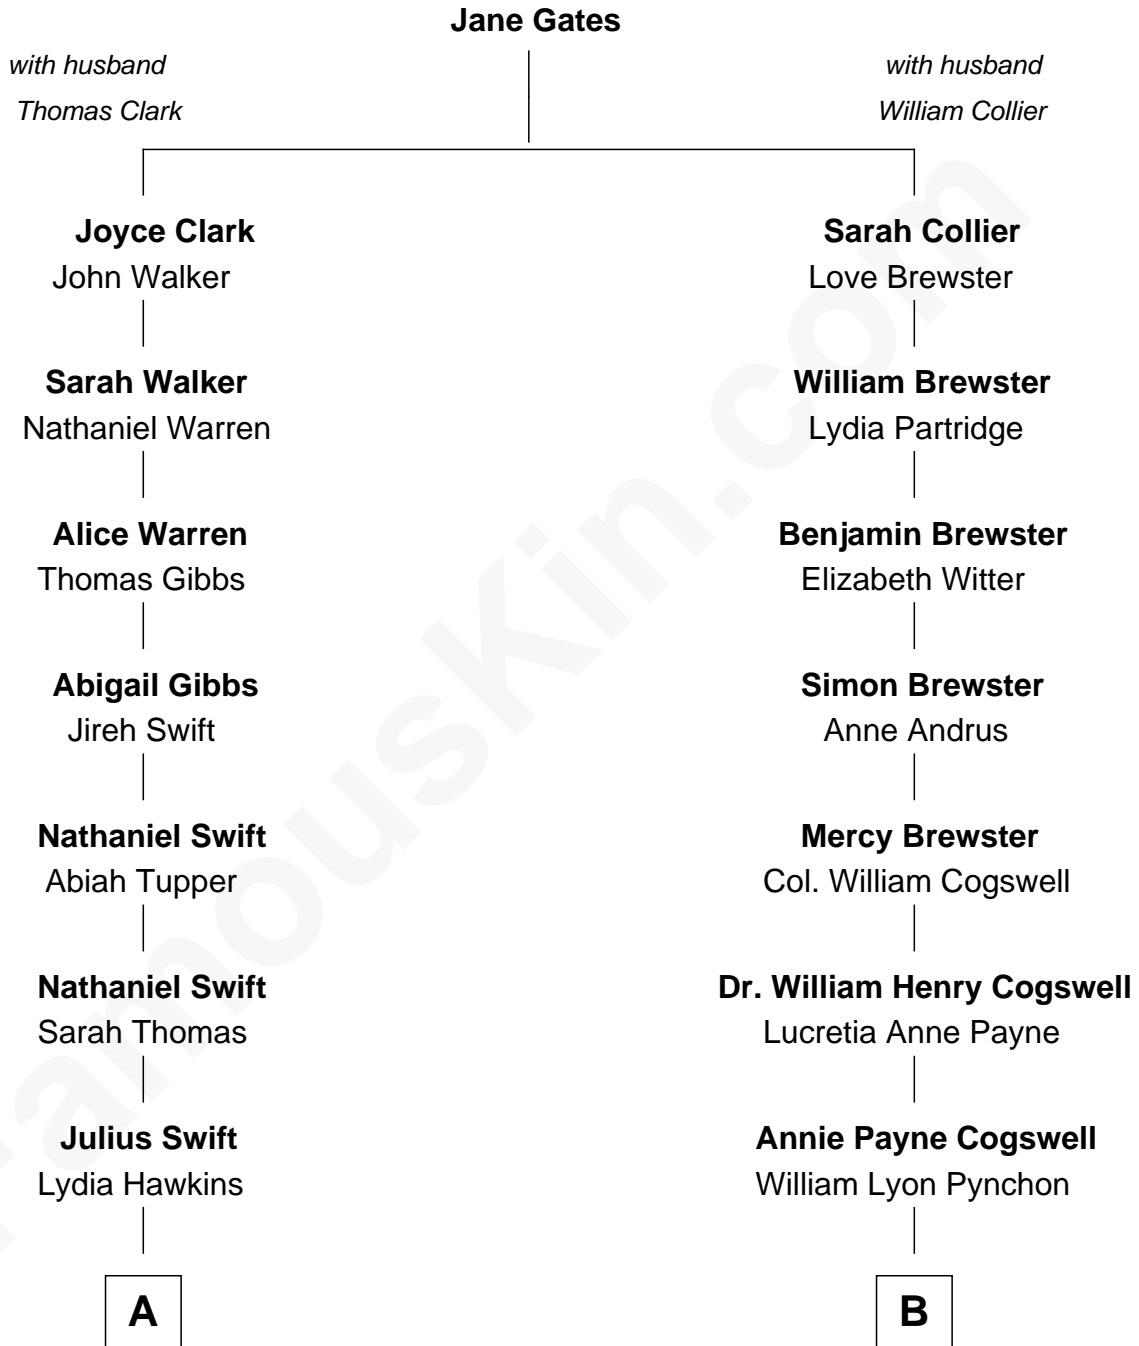 Jane Gates
with husband
Thomas Clark
with husband
William Collier
Joyce Clark
John Walker
Sarah Walker
Nathaniel Warren
Alice Warren
Thomas Gibbs
Abigail Gibbs
Jireh Swift
Nathaniel Swift
Abiah Tupper
Nathaniel Swift
Sarah Thomas
Julius Swift
Lydia Hawkins
A
Sarah Collier
Love Brewster
William Brewster
Lydia Partridge
Benjamin Brewster
Elizabeth Witter
Simon Brewster
Anne Andrus
Mercy Brewster
Col. William Cogswell
Dr. William Henry Cogswell
Lucretia Anne Payne
Annie Payne Cogswell
William Lyon Pynchon
B
FamousKin.com